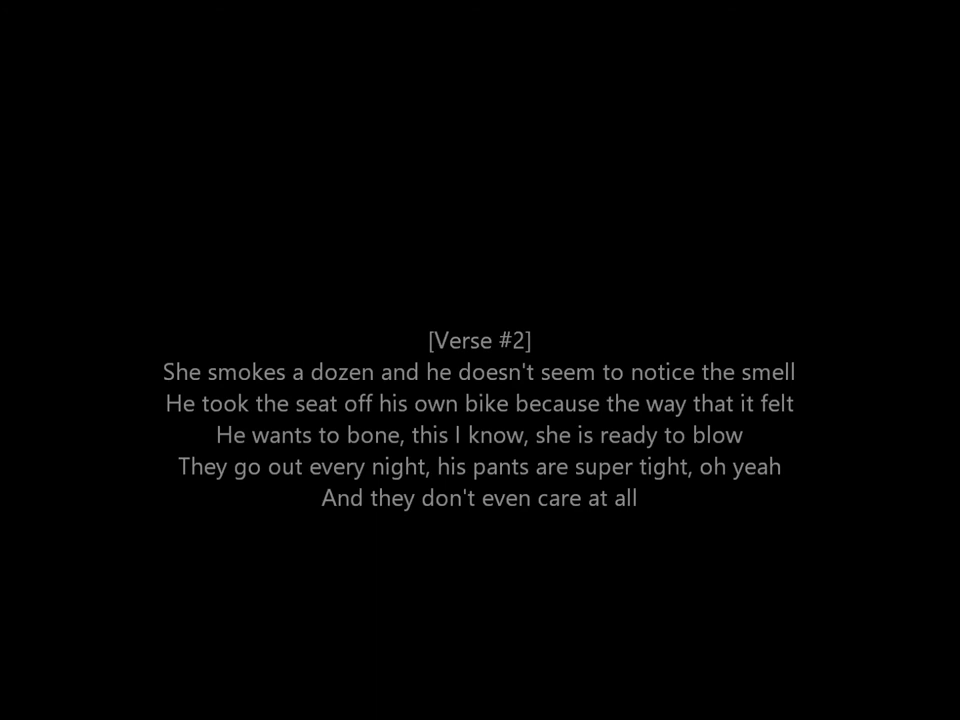 [Verse #2]
She smokes a dozen and he doesn't seem to notice the smell
He took the seat off his own bike because the way that it felt
He wants to bone, this I know, she is ready to blow
They go out every night, his pants are super tight, oh yeah
And they don't even care at all